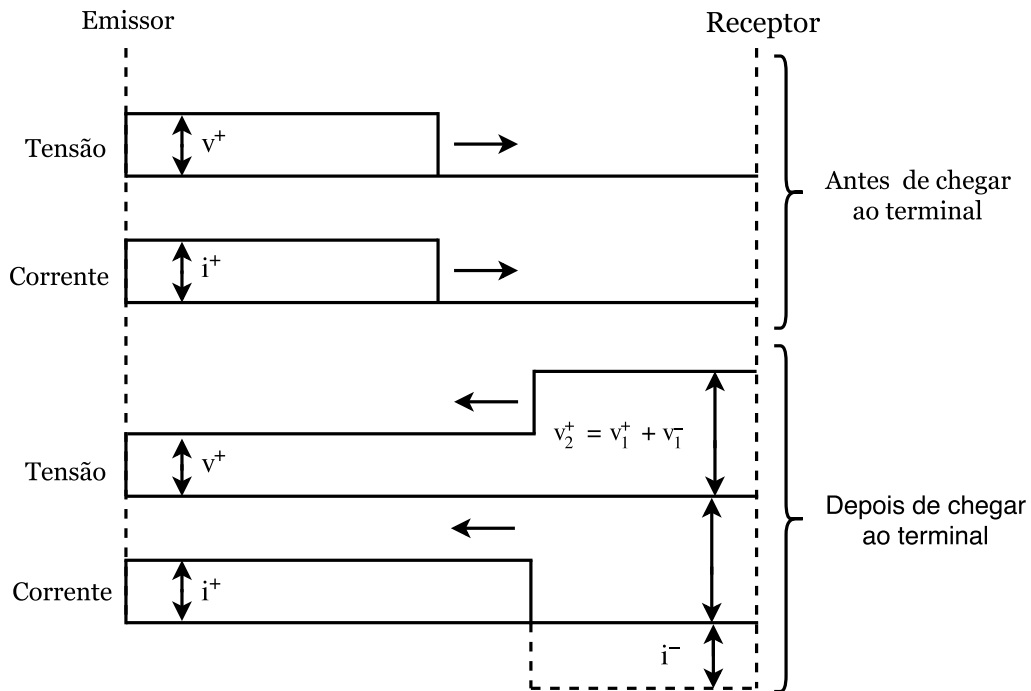 Emissor
Receptor
Tensão
v⁺
Antes de chegar
ao terminal
Corrente
i⁺
v₂⁺ = v₁⁺ + v₁⁻
Tensão
v⁺
Depois de chegar
ao terminal
Corrente
i⁺
i⁻